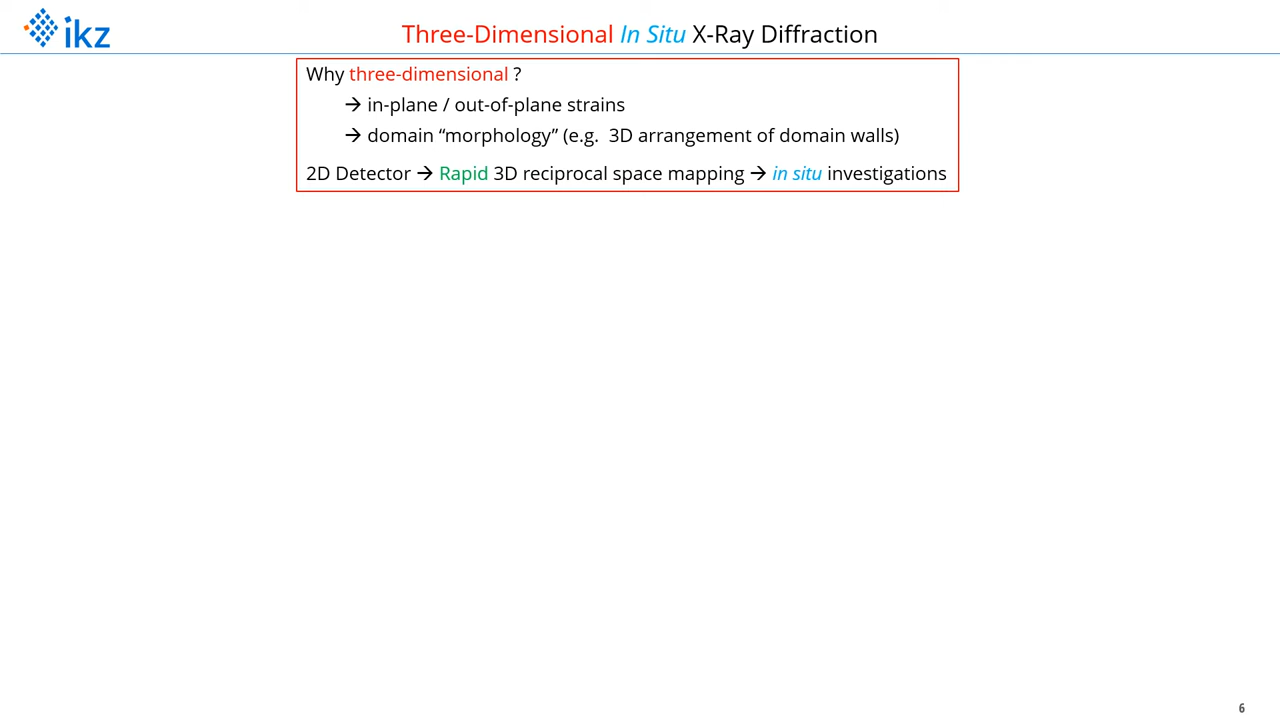 ikz
Three-Dimensional In Situ X-Ray Diffraction
Why three-dimensional ?
→ in-plane / out-of-plane strains
→ domain “morphology” (e.g.  3D arrangement of domain walls)
2D Detector → Rapid 3D reciprocal space mapping → in situ investigations
6